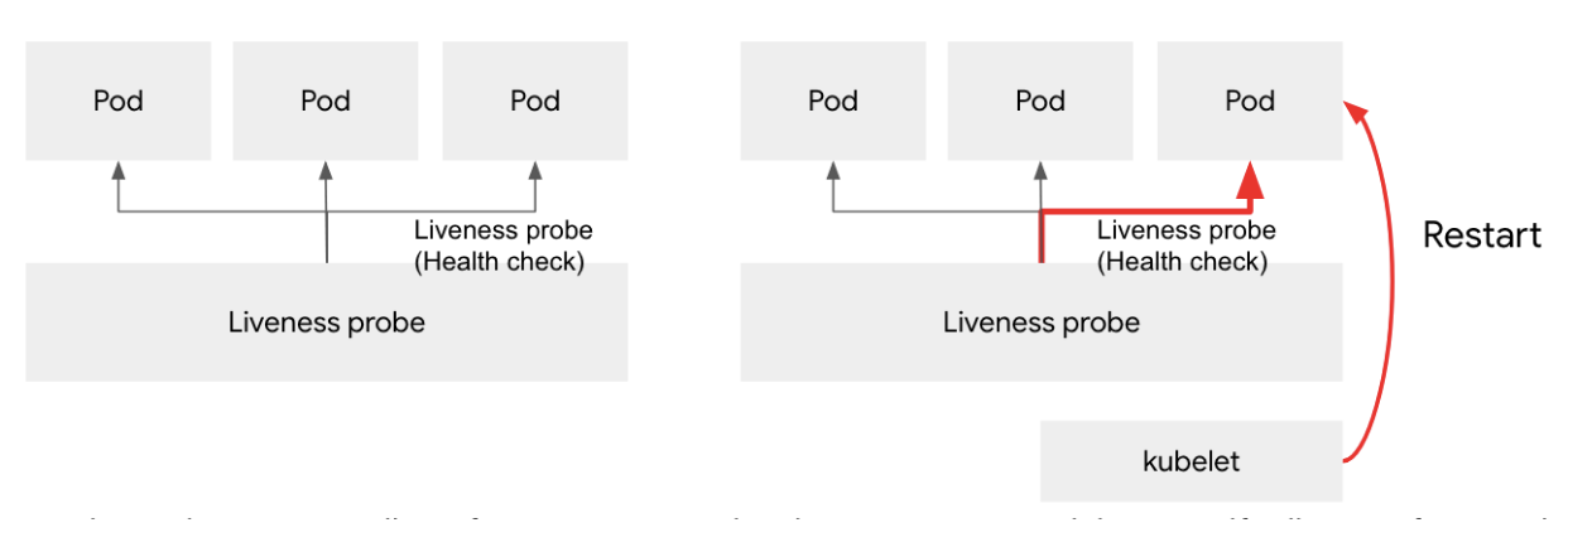 Pod
Pod
Pod
Liveness probe
(Health check)
Liveness probe
Pod
Pod
Pod
Liveness probe
(Health check)
Restart
Liveness probe
kubelet